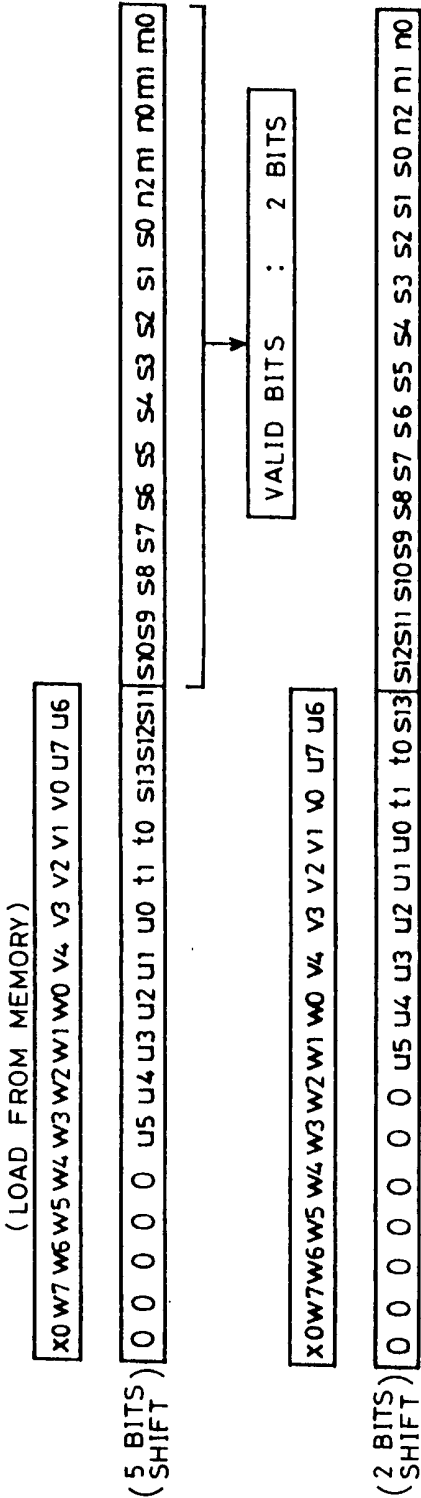 (LOAD FROM MEMORY)
X0 W7 W6 W5 W4 W3 W2 W1 W0 V4 V3 V2 V1 V0 U7 U6
(5 BITS SHIFT) 0 0 0 0 0 0 U5 U4 U3 U2 U1 U0 t1 t0 S13 S12 S11 S10 S9 S8 S7 S6 S5 S4 S3 S2 S1 S0 n2 n1 n0 m1 m0
VALID BITS : 2 BITS
X0 W7 W6 W5 W4 W3 W2 W1 W0 V4 V3 V2 V1 V0 U7 U6
(2 BITS SHIFT) 0 0 0 0 0 0 0 0 U5 U4 U3 U2 U1 U0 t1 t0 S13 S12 S11 S10 S9 S8 S7 S6 S5 S4 S3 S2 S1 S0 n2 n1 n0